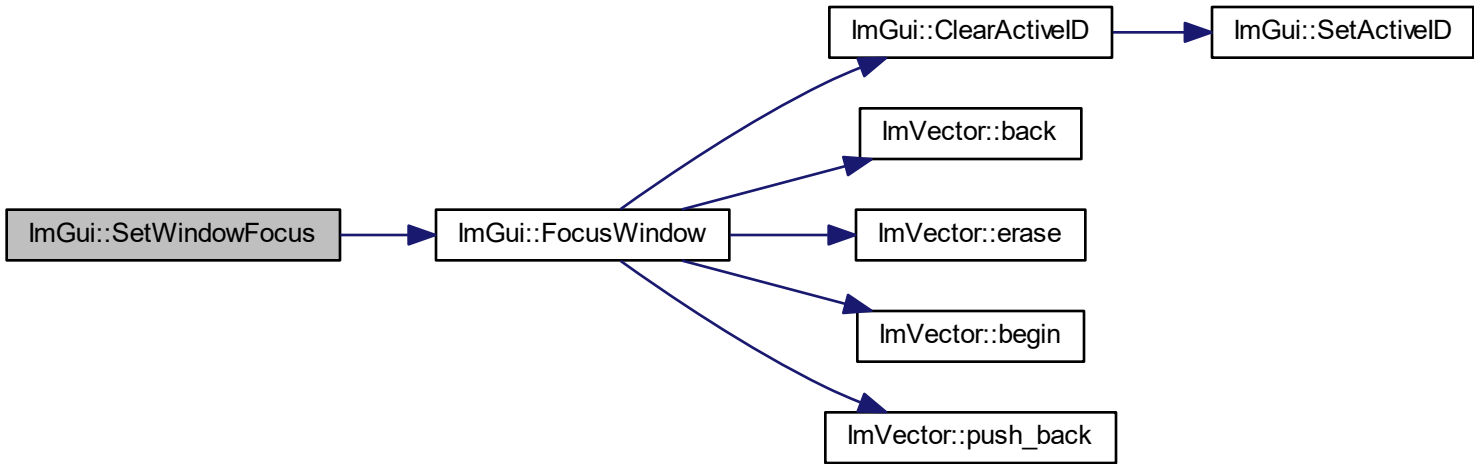 ImGui::SetWindowFocus
ImGui::FocusWindow
ImGui::ClearActiveID
ImGui::SetActiveID
ImVector::back
ImVector::erase
ImVector::begin
ImVector::push_back